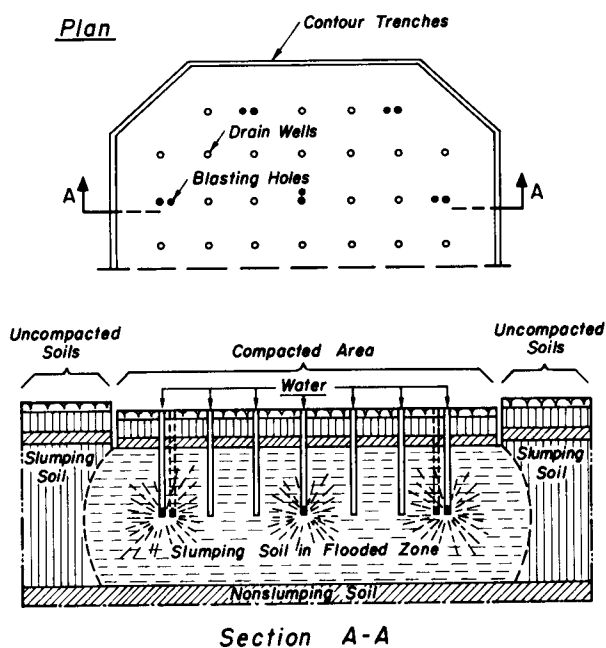 Plan
Contour Trenches
Drain Wells
Blasting Holes
A
A
Uncompacted
Soils
Compacted Area
Uncompacted
Soils
Water
Slumping
Soil
Slumping
Soil
Slumping Soil in Flooded Zone
Nonslumping Soil
Section A-A